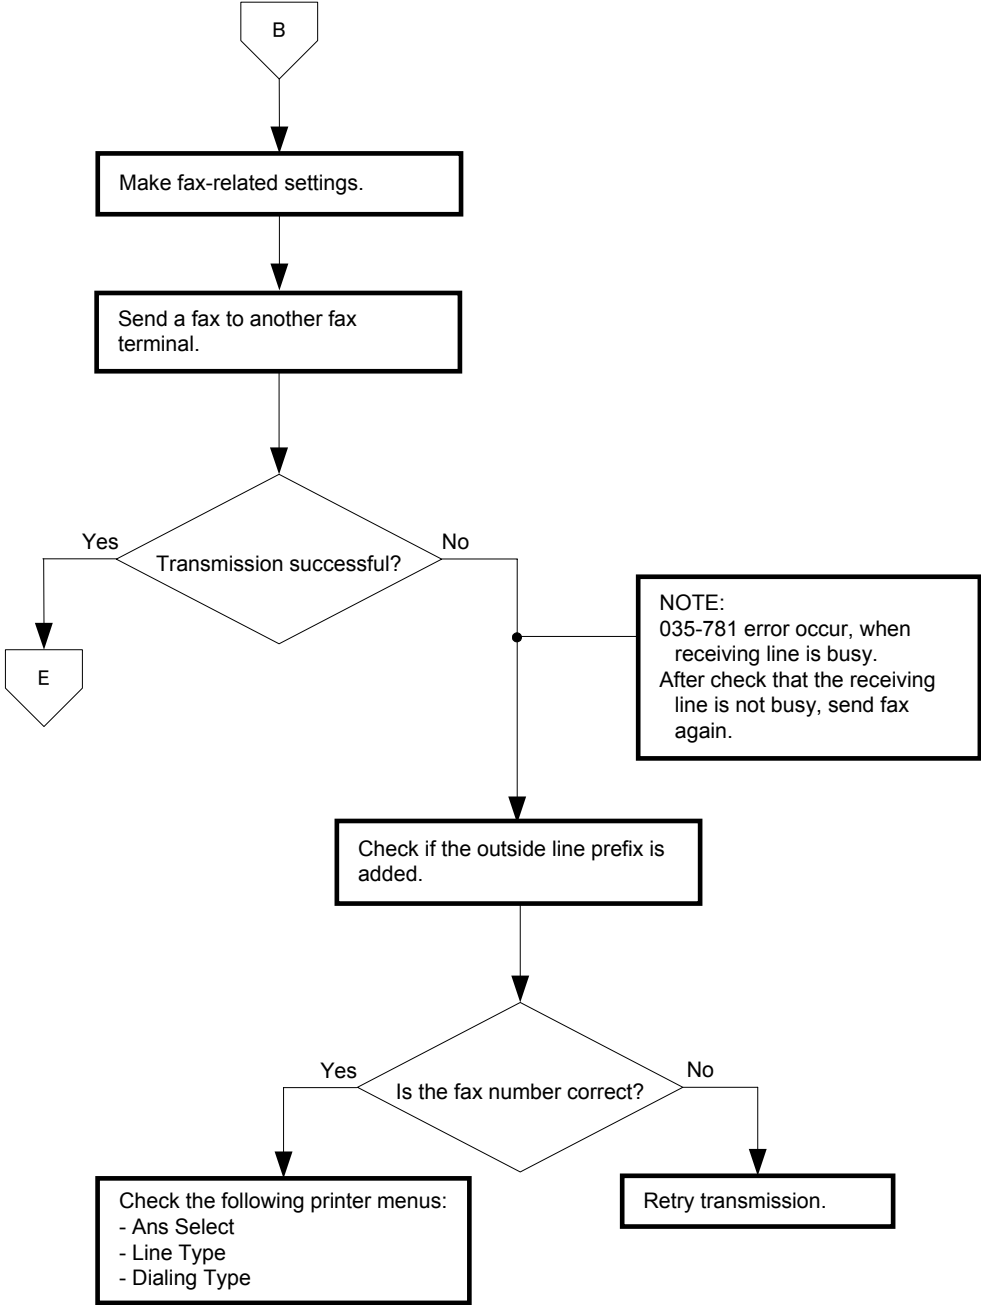 B
Make fax-related settings.
Send a fax to another fax
terminal.
Yes
No
Transmission successful?
NOTE:
035-781 error occur, when
receiving line is busy.
After check that the receiving
line is not busy, send fax
again.
E
Check if the outside line prefix is
added.
Yes
No
Is the fax number correct?
Check the following printer menus:
- Ans Select
- Line Type
- Dialing Type
Retry transmission.